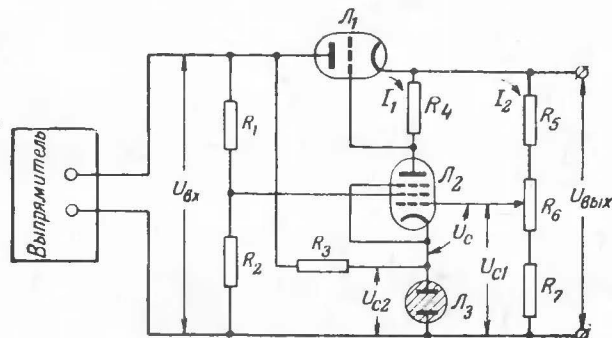 Выпрямитель
Uвх
R1
R2
R3
Л1
I1
R4
Л2
Uc
Uc2
Л3
Uc1
I2
R5
R6
R7
Uвых